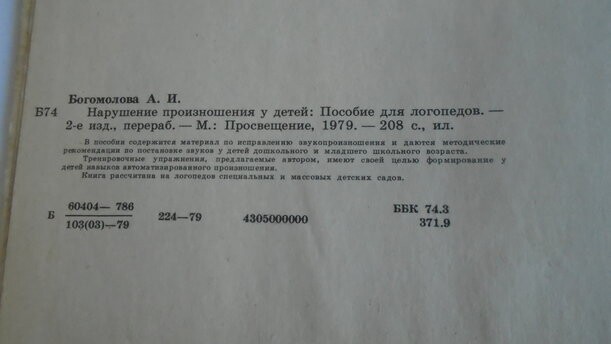 Богомолова А. И.
Б74 Нарушение произношения у детей: Пособие для логопедов. —
2-е изд., перераб. — М.: Просвещение, 1979. — 208 с., ил.
В пособия содержится материал по исправлению звукопроизношения и даются методические
рекомендации по постановке звуков у детей дошкольного и младшего школьного возраста.
Тренировочные упражнения, предлагаемые автором, имеют своей целью формирование у
детей навыков автоматизированного произношения.
Книга рассчитана на логопедов специальных и массовых детских садов.
Б 60404—786 224—79 4305000000 ББК 74.3
103(03)—79 371.9